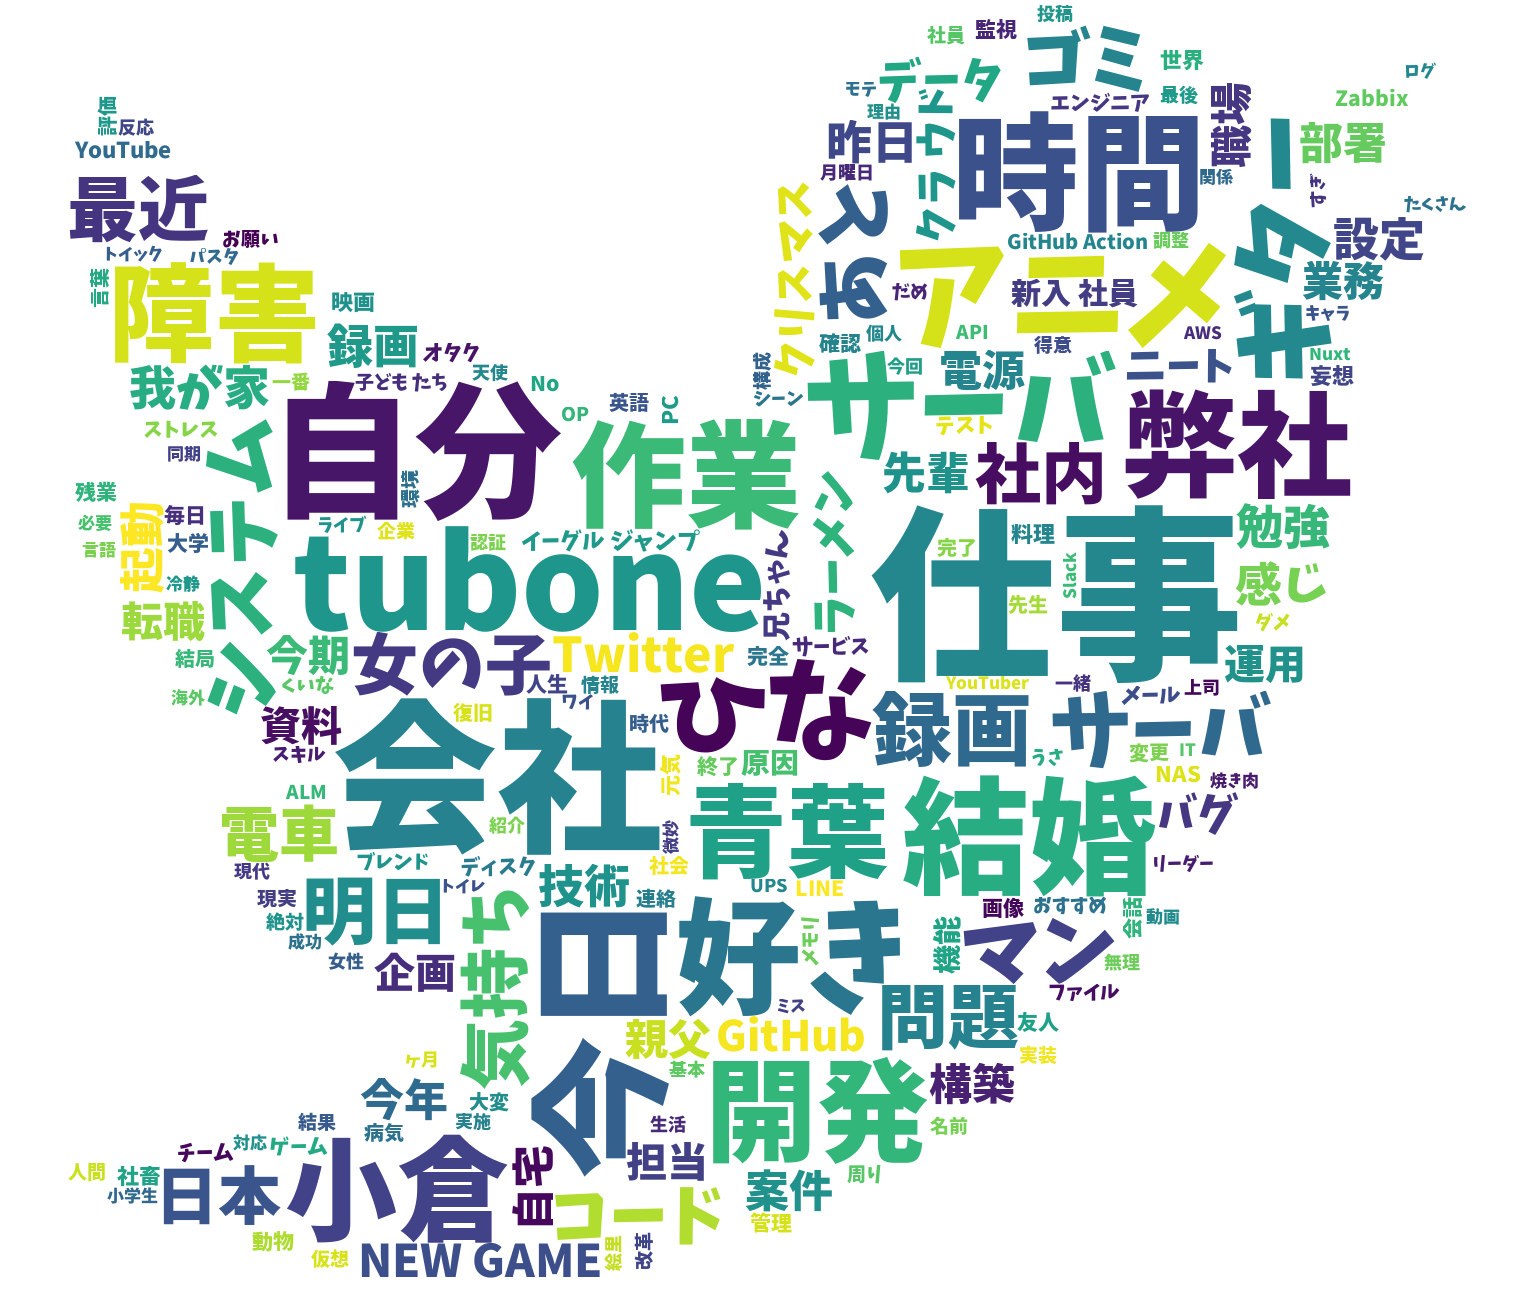 投稿
社員
監視
ゴミ
世界
ログ
データ
モテ
最後
Zabbix
エンジニア
理由
評価
反応
YouTube
昨日
クラウド
時間
職場
部署
月曜日
関係
すぎ
最近
クリスマス
ひと
たくさん
ギター
設定
お願い
GitHub Action
調整
トイック
パスタ
すず
アニメ
業務
言葉
障害
だめ
新入 社員
映画
キャラ
録画
確認
個人
API
得意
AWS
オタク
電源
ニート
Nuxt
我が家
一番
子ども たち
天使
No
構成
サーバ
今回
妄想
シーン
自分
OP
英語
PC
テスト
弊社
ストレス
システム
作業
同期
先輩
社内
環境
ラーメン
残業
起動
毎日
必要
ライブ
企業
仕事
勉強
言語
大学
認証
イーグル ジャンプ
兄ちゃん
完了
料理
tubone
Slack
感じ
冷静
転職
先生
ダメ
今期
女の子
Twitter
完全
サービス
運用
結局
くいな
人生
情報
YouTuber
一緒
メール
上司
海外
ワイ
ひな
資料
復旧
時代
録画
サーバ
スキル
会社
終了
原因
うさ
変更
IT
元気
NAS
焼き肉
ALM
青葉
結婚
バグ
電車
紹介
微妙
ブレンド
ディスク
社会
リーダー
現代
トイレ
技術
UPS
LINE
現実
明日
連絡
画像
おすすめ
会話
動画
絶対
気持ち
今日
好き
メモリ
機能
マン
成功
女性
企画
無理
ファイル
ミス
問題
親父
GitHub
友人
ヶ月
基本
実装
今年
大変
開発
構築
結果
病気
実施
生活
名前
チーム
対応
ゲーム
人間
社畜
小倉
自宅
担当
周り
小学生
日本
コード
案件
管理
動物
仮想
NEW GAME
絵里
改革